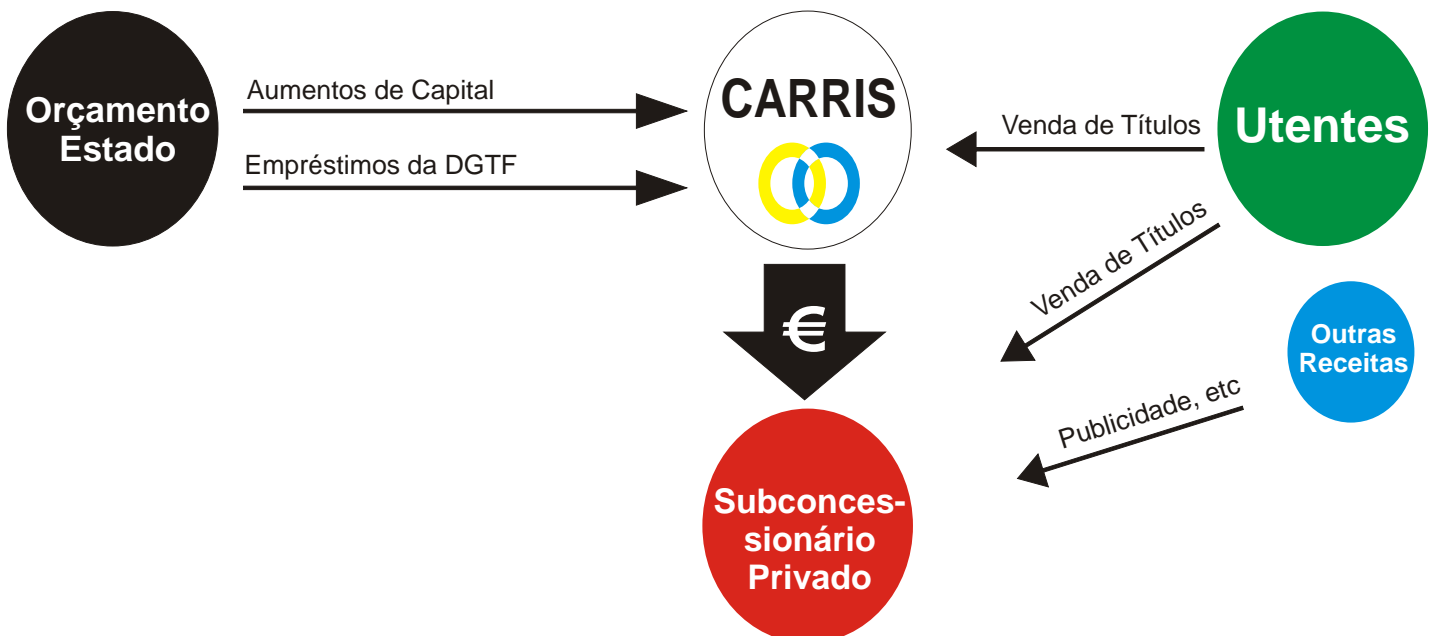 Orçamento
Estado
Aumentos de Capital
Empréstimos da DGTF
CARRIS
Venda de Títulos
Utentes
Venda de Títulos
€
Outras
Receitas
Publicidade, etc
Subconces-
sionário
Privado